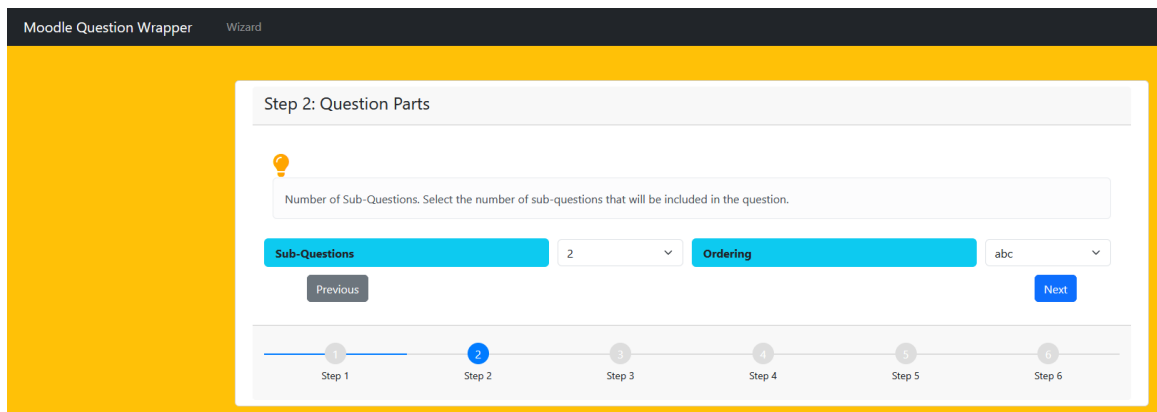 Moodle Question Wrapper Wizard
Step 2: Question Parts
Number of Sub-Questions. Select the number of sub-questions that will be included in the question.
Sub-Questions 2 Ordering abc
Previous Next
1 2 3 4 5 6
Step 1 Step 2 Step 3 Step 4 Step 5 Step 6